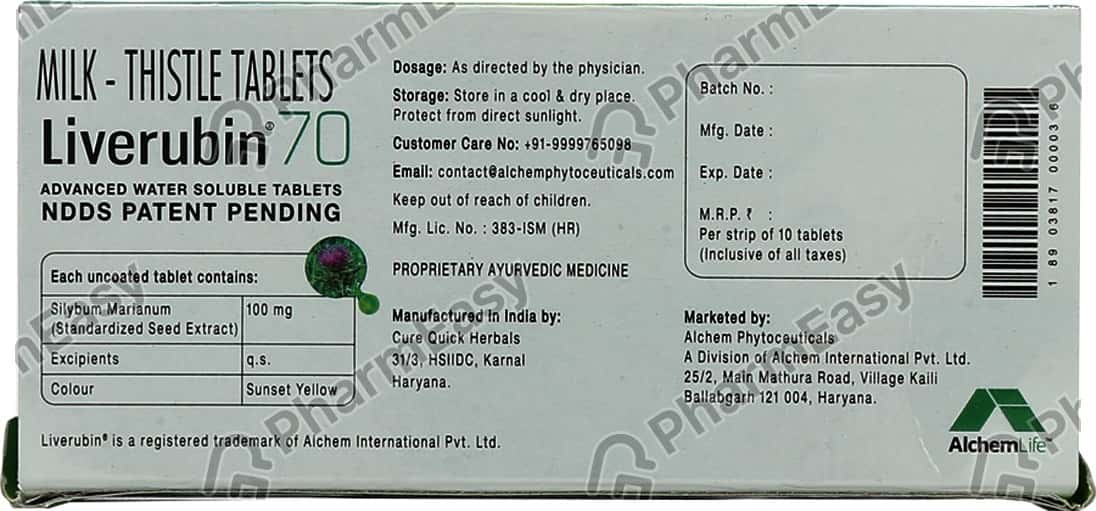 MILK - THISTLE TABLETS
Liverubin® 70
ADVANCED WATER SOLUBLE TABLETS
NDDS PATENT PENDING
Each uncoated tablet contains:
Silybum Marianum 100 mg
(Standardized Seed Extract)
Excipients q.s.
Colour Sunset Yellow
Liverubin® is a registered trademark of Alchem International Pvt. Ltd.
Dosage: As directed by the physician.
Storage: Store in a cool & dry place.
Protect from direct sunlight.
Customer Care No: +91-9999765098
Email: contact@alchemphytoceuticals.com
Keep out of reach of children.
Mfg. Lic. No. : 383-ISM (HR)
PROPRIETARY AYURVEDIC MEDICINE
Manufactured in India by:
Cure Quick Herbals
31/3, HSIIDC, Karnal
Haryana.
Batch No. :
Mfg. Date :
Exp. Date :
M.R.P. ₹ :
Per strip of 10 tablets
(Inclusive of all taxes)
Marketed by:
Alchem Phytoceuticals
A Division of Alchem International Pvt. Ltd.
25/2, Main Mathura Road, Village Kaili
Ballabgarh 121 004, Haryana.
1 89 03817 00003 6
AlchemLife™
PharmEasy
PharmEasy
PharmEasy
PharmEasy